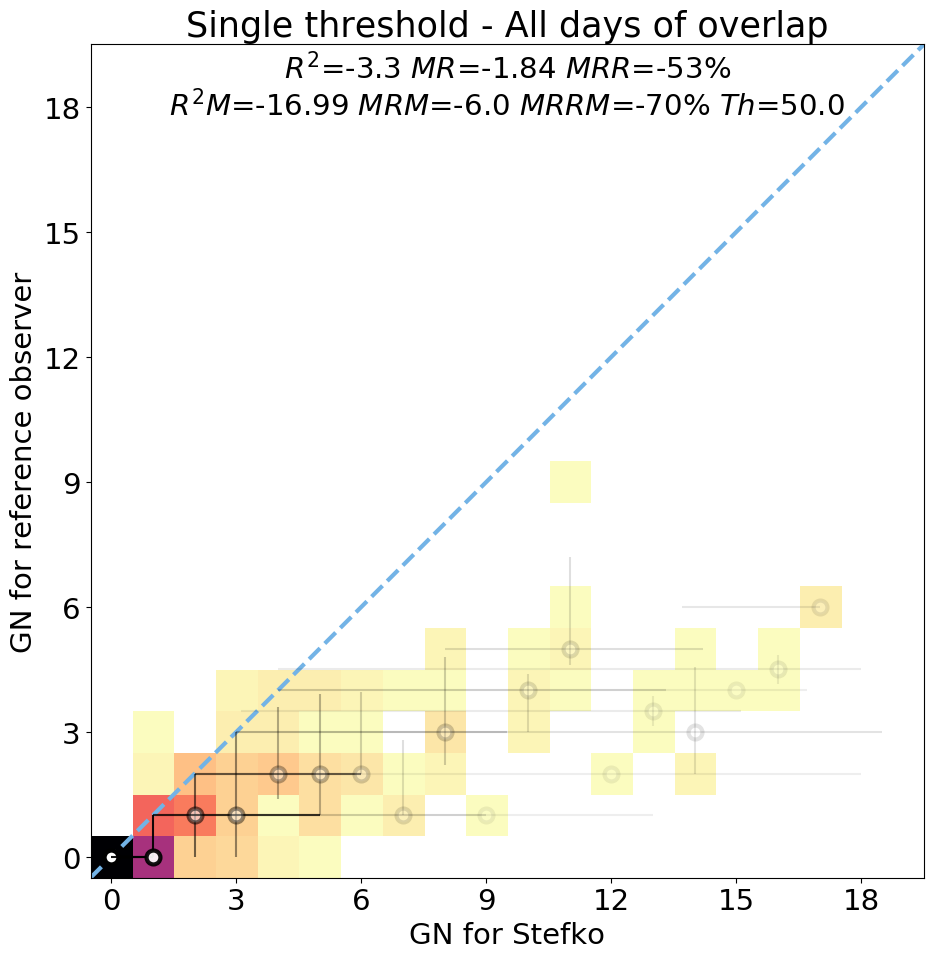 Single threshold - All days of overlap
R²=-3.3 MR=-1.84 MRR=-53%
R²M=-16.99 MRM=-6.0 MRRM=-70% Th=50.0
18
15
12
9
6
3
0
GN for reference observer
0 3 6 9 12 15 18
GN for Stefko